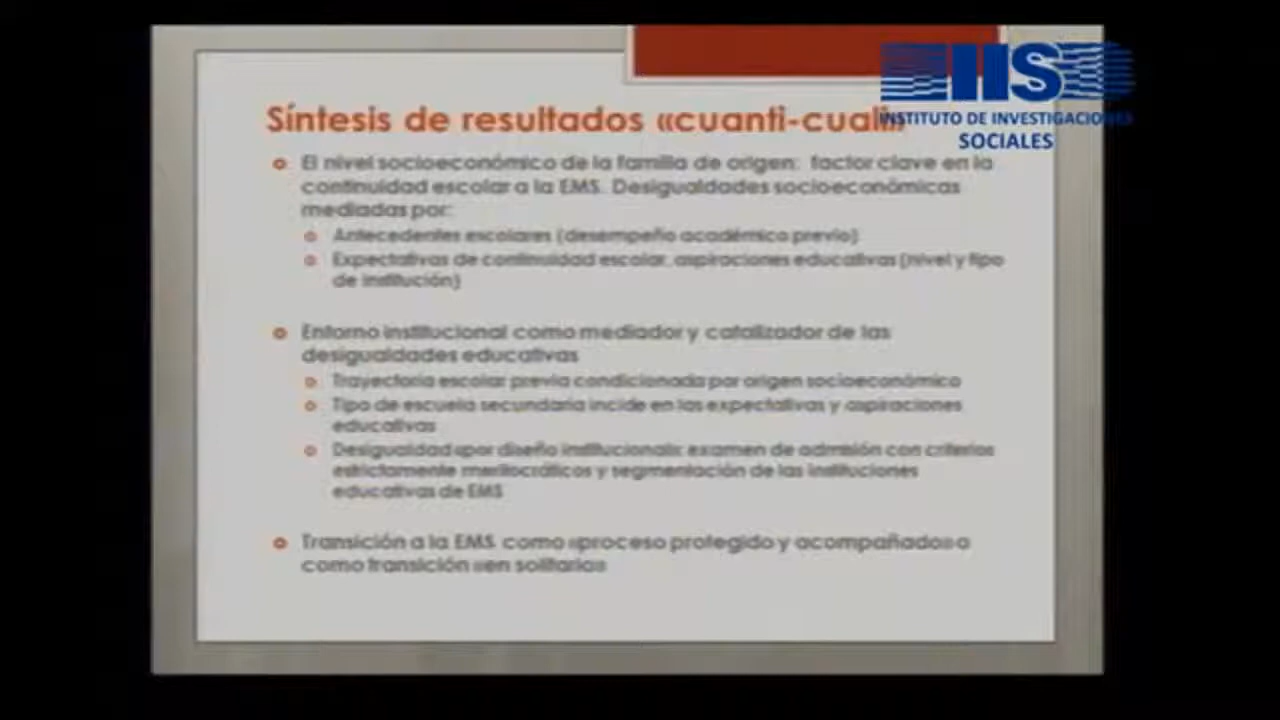 IIS
INSTITUTO DE INVESTIGACIONES
SOCIALES
Síntesis de resultados «cuanti-cuali»
El nivel socioeconómico de la familia de origen: factor clave en la
continuidad escolar a la EMS. Desigualdades socioeconómicas
mediadas por:
Antecedentes escolares (desempeño académico previo)
Expectativas de continuidad escolar, aspiraciones educativas (nivel y tipo
de institución)
Entorno institucional como mediador y catalizador de las
desigualdades educativas
Trayectoria escolar previa condicionada por origen socioeconómico
Tipo de escuela secundaria incide en las expectativas y aspiraciones
educativas
Desigualdad «por diseño institucional»: examen de admisión con criterios
estrictamente meritocráticos y segmentación de las instituciones
educativas de EMS
Transición a la EMS como «proceso protegido y acompañado» o
como transición «en solitario»